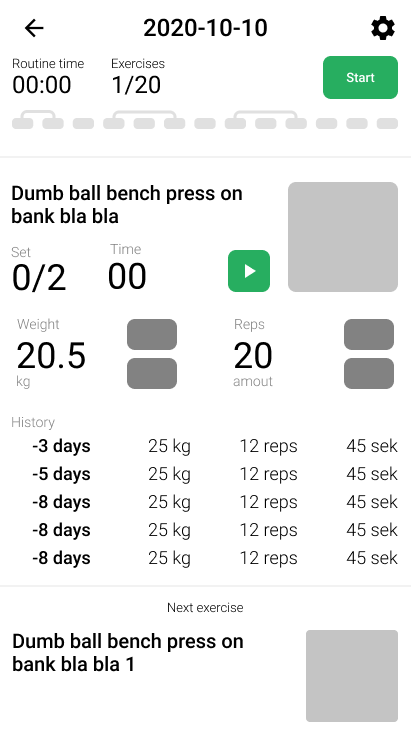 2020-10-10
Routine time
Exercises
00:00
1/20
Start
Dumb ball bench press on
bank bla bla
Set
Time
0/2
00
Weight
Reps
20.5
20
kg
amout
History
-3 days 25 kg 12 reps 45 sek
-5 days 25 kg 12 reps 45 sek
-8 days 25 kg 12 reps 45 sek
-8 days 25 kg 12 reps 45 sek
-8 days 25 kg 12 reps 45 sek
Next exercise
Dumb ball bench press on
bank bla bla 1